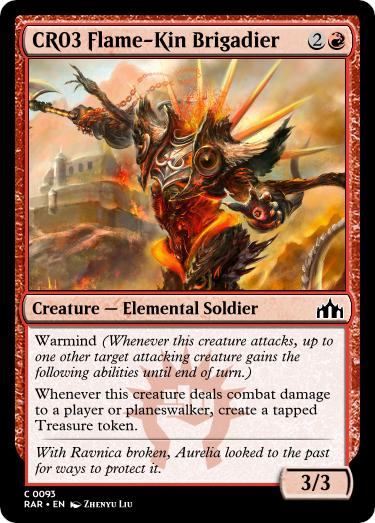 CR03 Flame-Kin Brigadier 2
Creature — Elemental Soldier
Warmind (Whenever this creature attacks, up to
one other target attacking creature gains the
following abilities until end of turn.)
Whenever this creature deals combat damage
to a player or planeswalker, create a tapped
Treasure token.
With Ravnica broken, Aurelia looked to the past
for ways to protect it.
3/3
C 0093
RAR • EN Zhenyu Liu